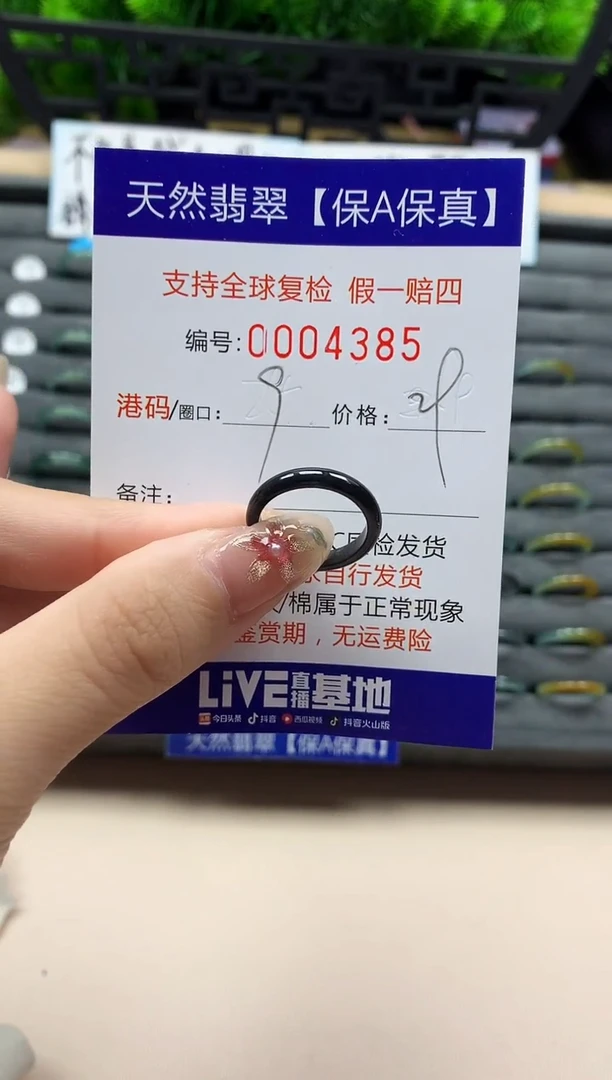 天然翡翠【保A保真】
支持全球复检 假一赔四
编号:0004385
港码/圈口: 9 价格:
备注:
检发货
自行发货
/棉属于正常现象
鉴赏期，无运费险
LiVE直播基地
今日头条 抖音 西瓜视频 抖音火山版
天然翡翠【保A保真】